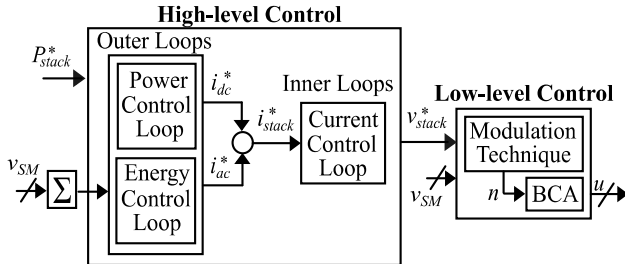 High-level Control
Outer Loops
P*stack
Power
Control
Loop
i*dc
Inner Loops
i*stack
Current
Control
Loop
v*stack
Low-level Control
Modulation
Technique
vSM
Σ
Energy
Control
Loop
i*ac
vSM
n
BCA
u